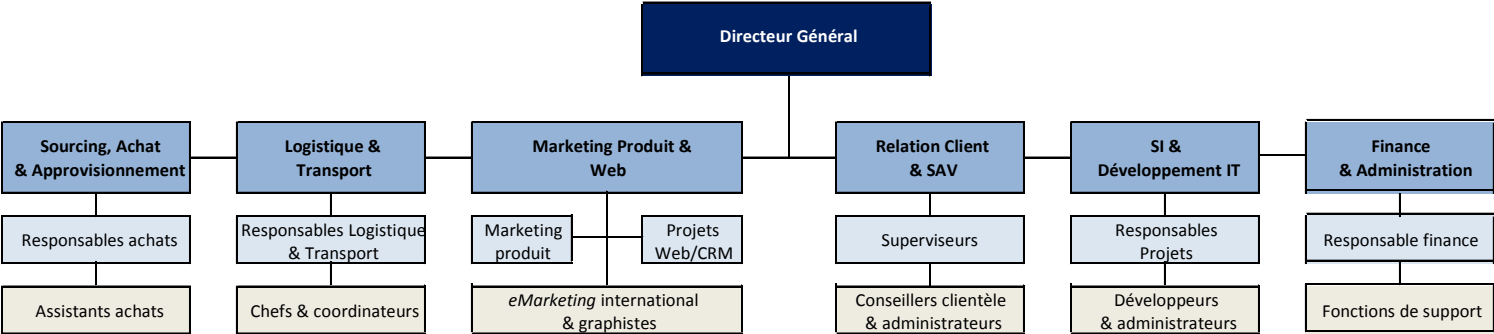 Directeur Général
Sourcing, Achat
& Approvisionnement
Logistique &
Transport
Marketing Produit &
Web
Relation Client
& SAV
SI &
Développement IT
Finance
& Administration
Responsables achats
Responsables Logistique
& Transport
Marketing
produit
Projets
Web/CRM
Superviseurs
Responsables
Projets
Responsable finance
Assistants achats
Chefs & coordinateurs
eMarketing international
& graphistes
Conseillers clientèle
& administrateurs
Développeurs
& administrateurs
Fonctions de support